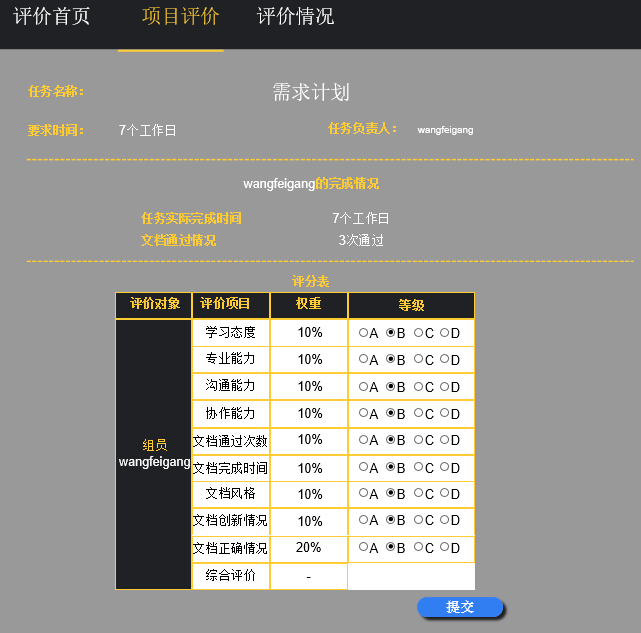 评价首页 项目评价 评价情况
任务名称: 需求计划
要求时间: 7个工作日 任务负责人: wangfeigang
wangfeigang的完成情况
任务实际完成时间 7个工作日
文档通过情况 3次通过
评分表
评价对象 评价项目 权重 等级
学习态度 10% A B C D
专业能力 10% A B C D
沟通能力 10% A B C D
协作能力 10% A B C D
组员
wangfeigang
文档通过次数 10% A B C D
文档完成时间 10% A B C D
文档风格 10% A B C D
文档创新情况 10% A B C D
文档正确情况 20% A B C D
综合评价 -
提交